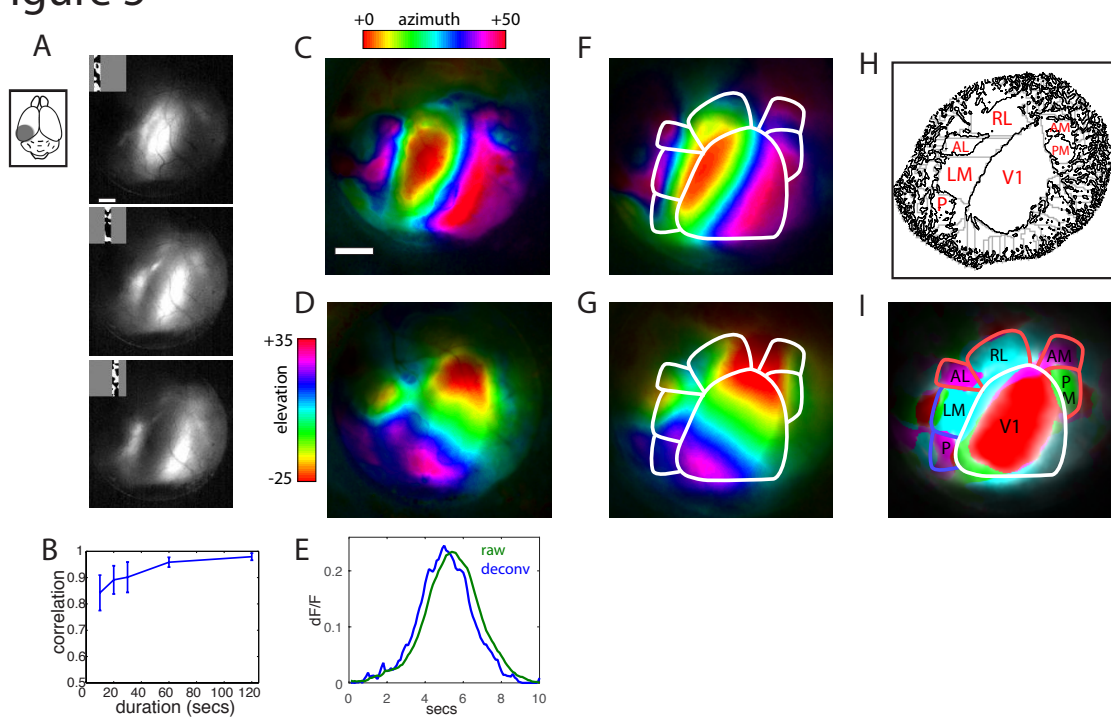 Figure 3
+0 azimuth +50
A
C
F
H
RL
AM
AL
PM
LM
V1
P
D
G
I
+35
elevation
-25
RL
AM
AL
P
M
LM
V1
P
B
1
0.9
0.8
0.7
0.6
0.5
correlation
0 20 40 60 80 100 120
duration (secs)
E
raw
deconv
0.2
0.1
0
dF/F
0 2 4 6 8 10
secs